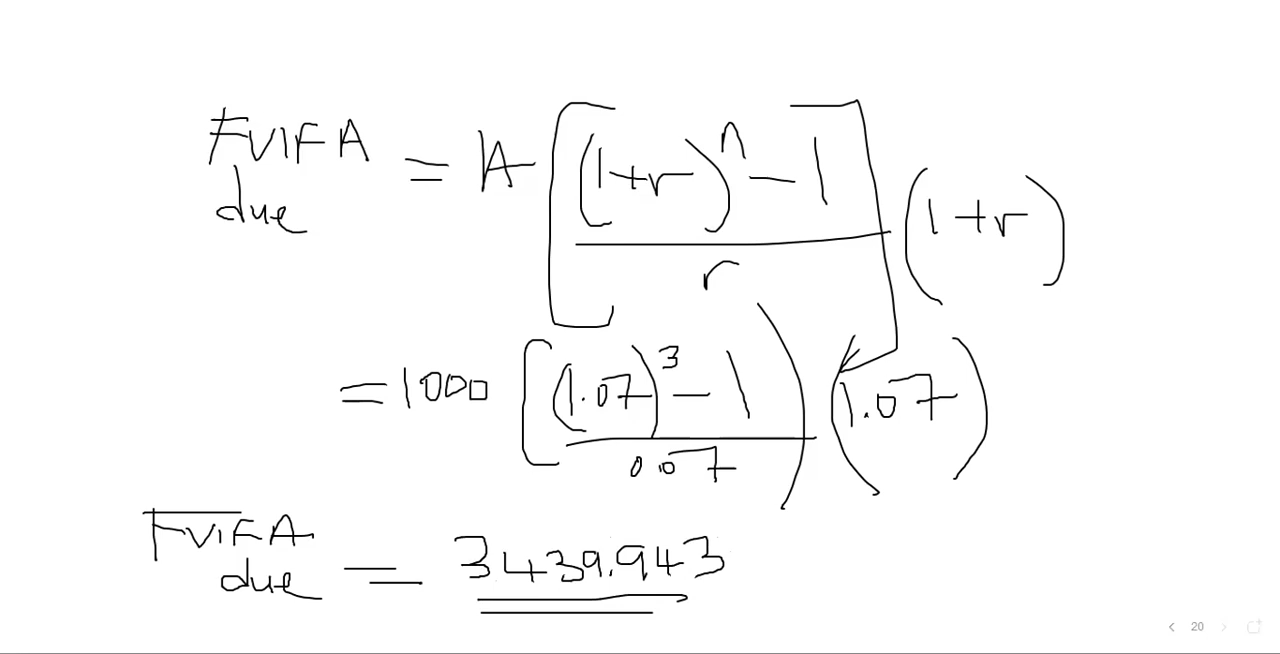 FVIFA due = A [((1+r)^n - 1) / r] (1+r)
= 1000 [((1.07)^3 - 1) / 0.07) (1.07)
FVIFA due = 3439.943
20